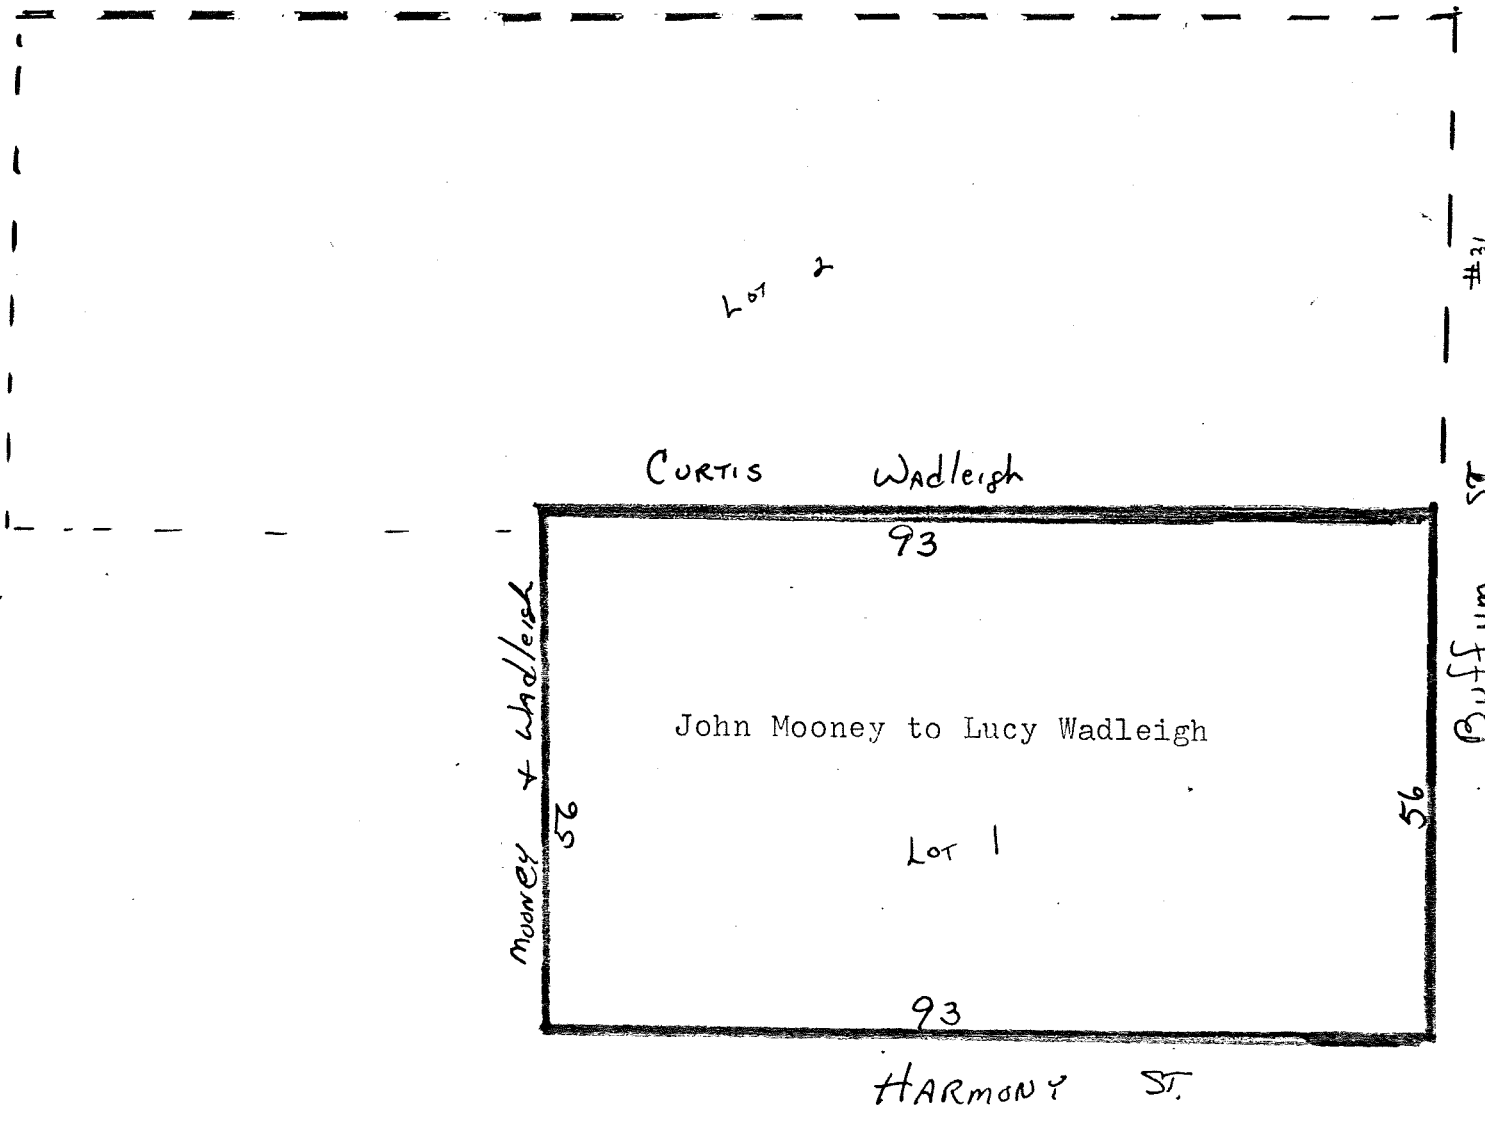 #31
Lot 2
Curtis Wadleigh
93
Mooney + Wadleigh
56
John Mooney to Lucy Wadleigh
Lot 1
56
Buffum St
93
Harmony St.